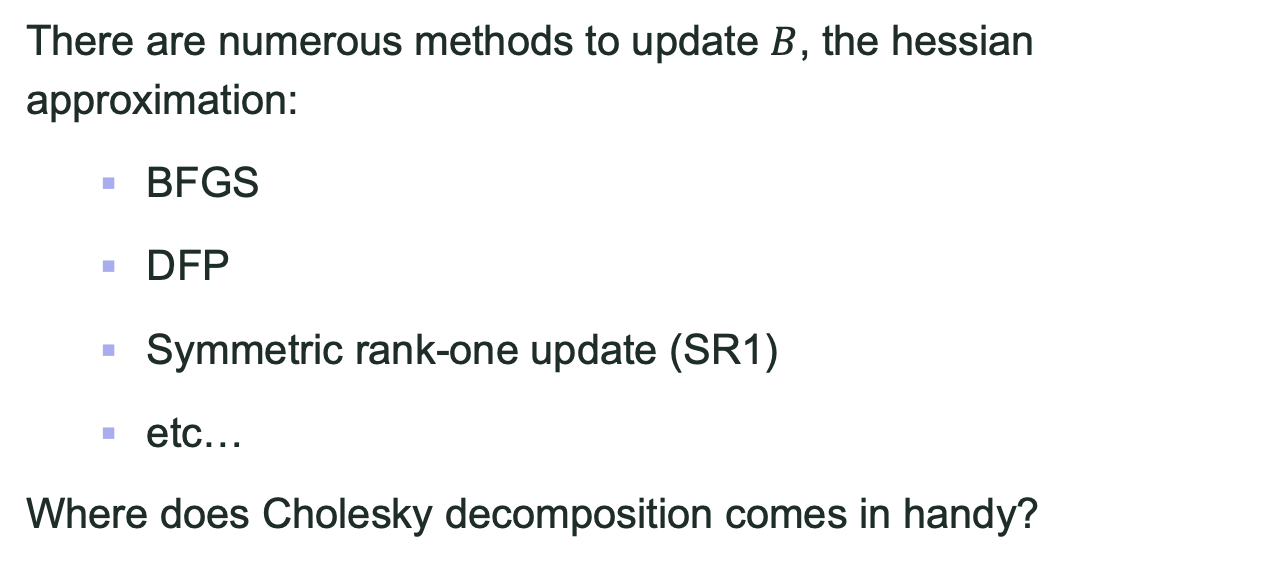 There are numerous methods to update B, the hessian
approximation:
▪ BFGS
▪ DFP
▪ Symmetric rank-one update (SR1)
▪ etc…
Where does Cholesky decomposition comes in handy?